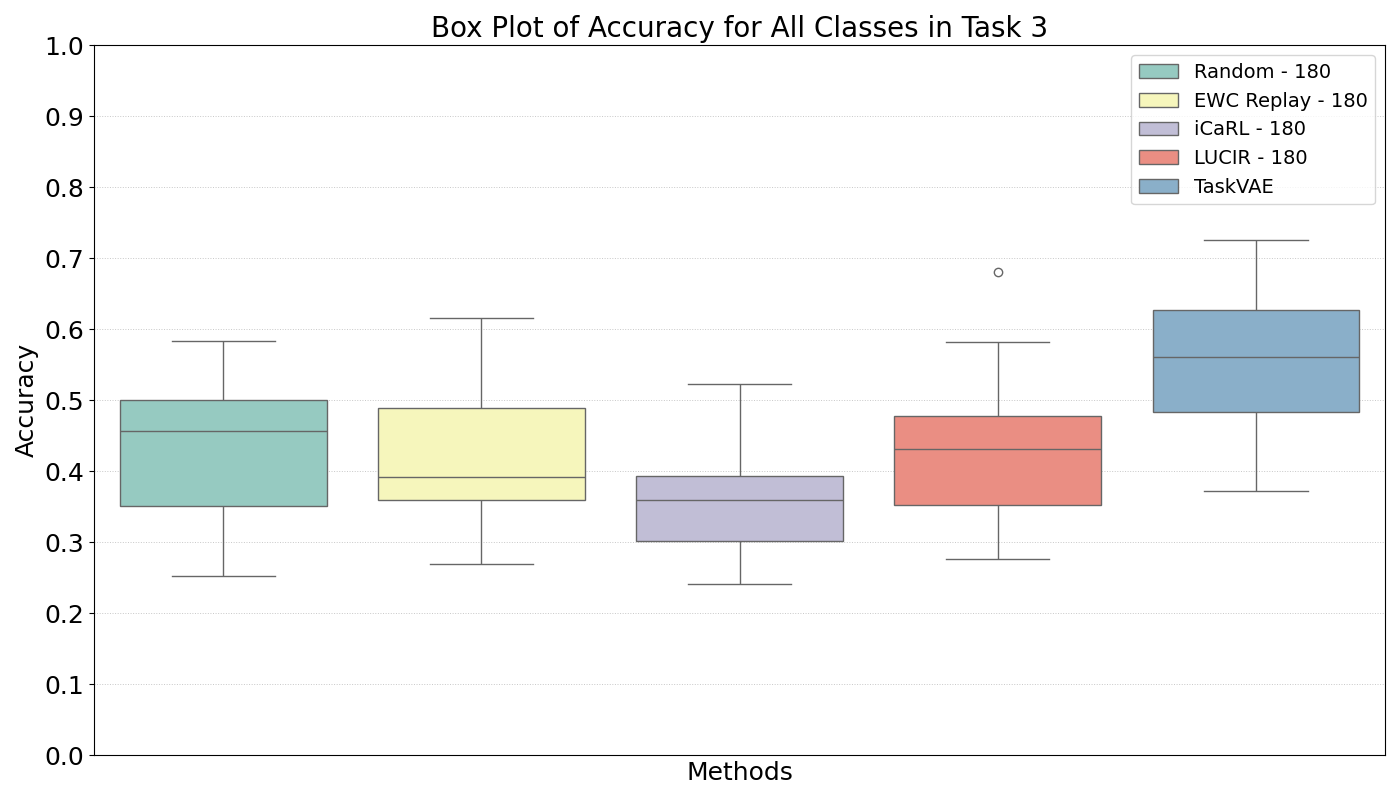 Box Plot of Accuracy for All Classes in Task 3
1.0
0.9
0.8
0.7
0.6
0.5
0.4
0.3
0.2
0.1
0.0
Accuracy
Methods
Random - 180
EWC Replay - 180
iCaRL - 180
LUCIR - 180
TaskVAE